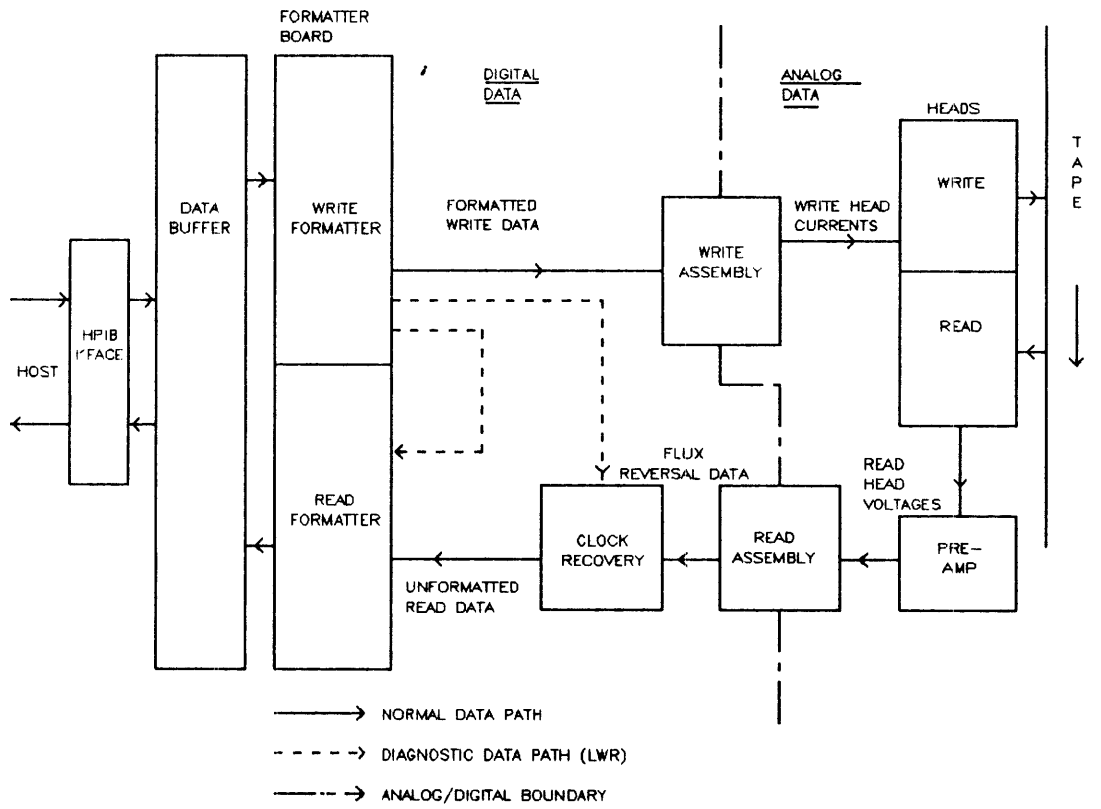 FORMATTER
BOARD
DIGITAL
DATA
ANALOG
DATA
HEADS
TAPE
WRITE
DATA
BUFFER
WRITE
FORMATTER
FORMATTED
WRITE DATA
WRITE HEAD
CURRENTS
WRITE
ASSEMBLY
READ
HPIB
I'FACE
HOST
FLUX
REVERSAL DATA
READ
HEAD
VOLTAGES
READ
FORMATTER
CLOCK
RECOVERY
READ
ASSEMBLY
PRE-
AMP
UNFORMATTED
READ DATA
NORMAL DATA PATH
DIAGNOSTIC DATA PATH (LWR)
ANALOG/DIGITAL BOUNDARY